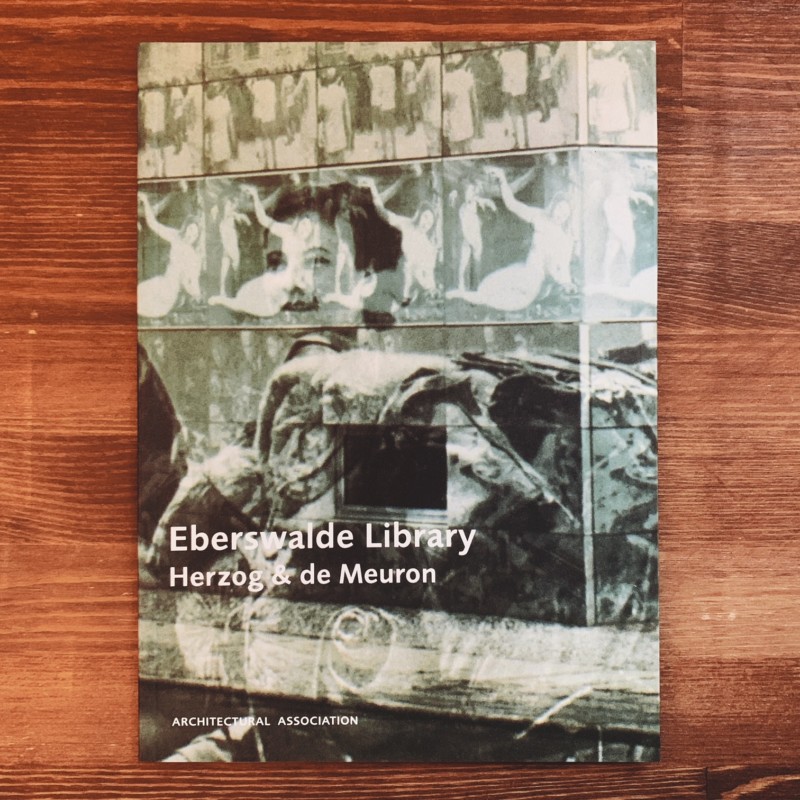 Eberswalde Library
Herzog & de Meuron
ARCHITECTURAL ASSOCIATION